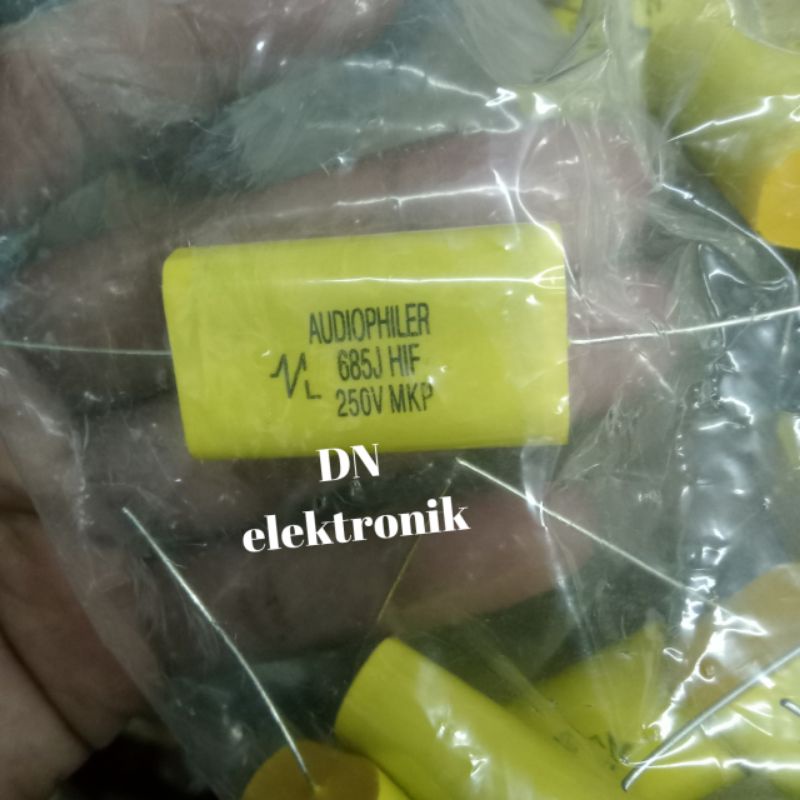 AUDIOPHILER
685J HIF
250V MKP
DN
elektronik